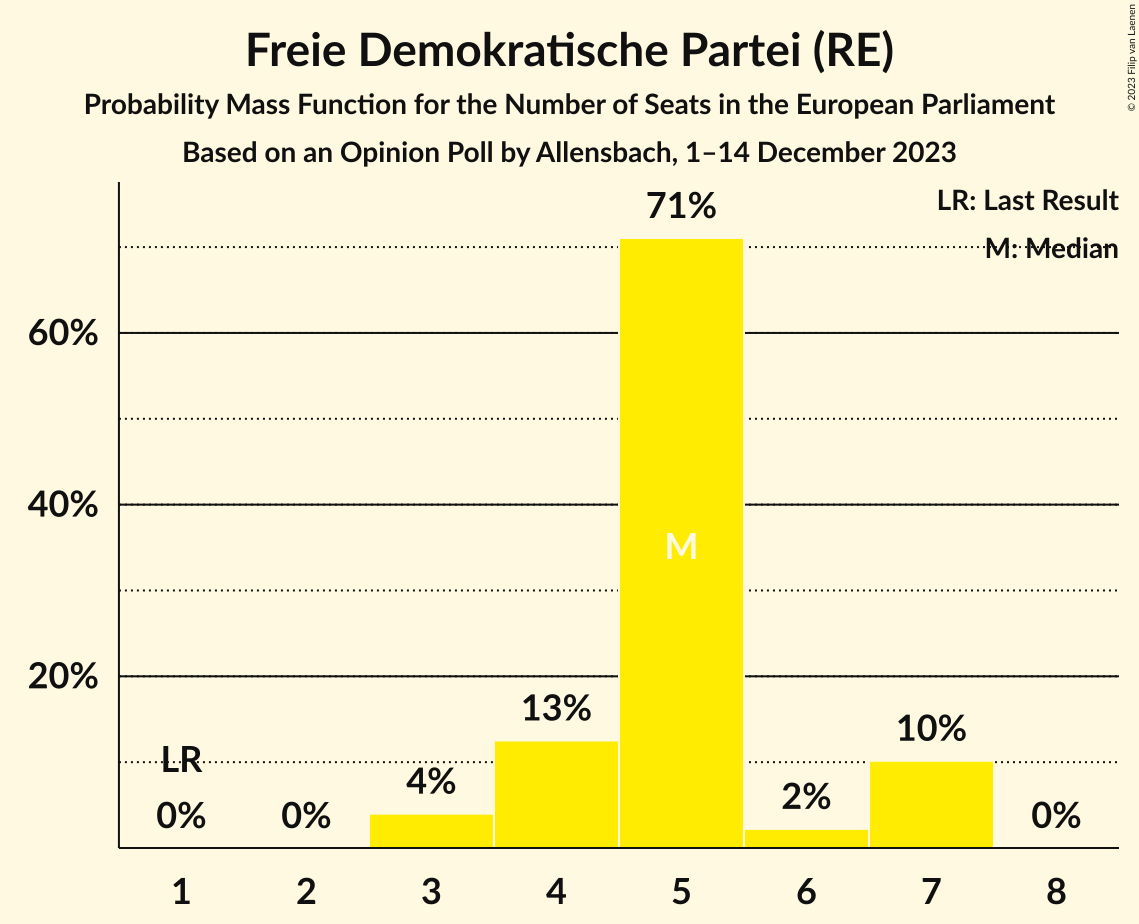 Freie Demokratische Partei (RE)
Probability Mass Function for the Number of Seats in the European Parliament
Based on an Opinion Poll by Allensbach, 1–14 December 2023
© 2023 Filip van Laenen
LR: Last Result
M: Median
71%
60%
40%
M
20%
13%
10%
LR
4%
2%
0%
0%
0%
1 2 3 4 5 6 7 8